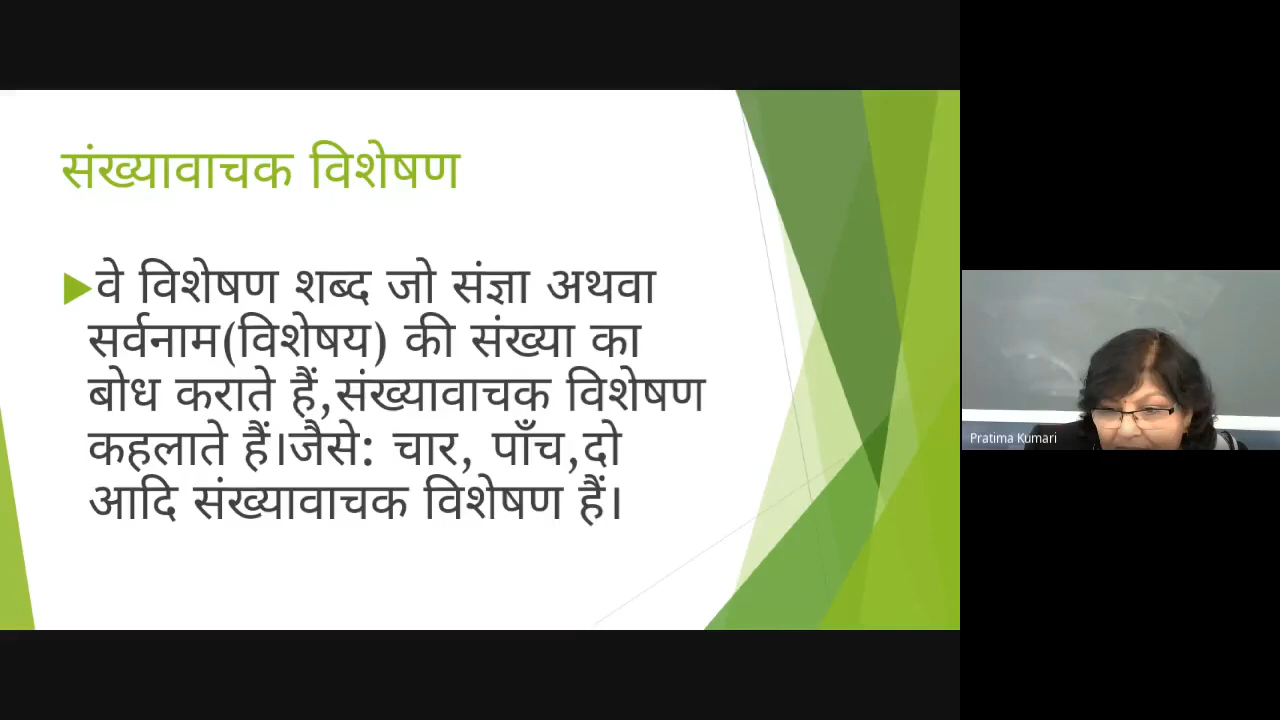 संख्यावाचक विशेषण
वे विशेषण शब्द जो संज्ञा अथवा
सर्वनाम(विशेषय) की संख्या का
बोध कराते हैं,संख्यावाचक विशेषण
कहलाते हैं।जैसे: चार, पाँच,दो
आदि संख्यावाचक विशेषण हैं।
Pratima Kumari